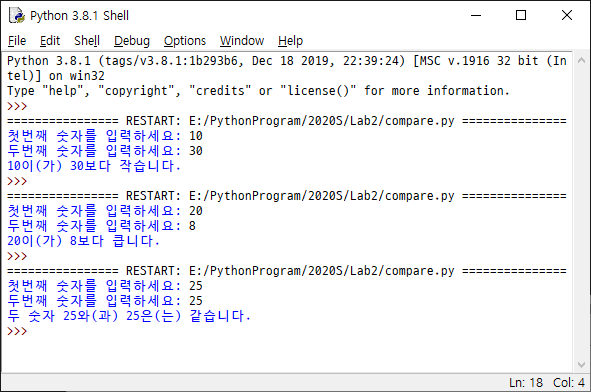 Python 3.8.1 Shell
File Edit Shell Debug Options Window Help
Python 3.8.1 (tags/v3.8.1:1b293b6, Dec 18 2019, 22:39:24) [MSC v.1916 32 bit (In
tel)] on win32
Type "help", "copyright", "credits" or "license()" for more information.
>>>
================ RESTART: E:/PythonProgram/2020S/Lab2/compare.py ===============
첫번째 숫자를 입력하세요: 10
두번째 숫자를 입력하세요: 30
10이(가) 30보다 작습니다.
>>>
================ RESTART: E:/PythonProgram/2020S/Lab2/compare.py ===============
첫번째 숫자를 입력하세요: 20
두번째 숫자를 입력하세요: 8
20이(가) 8보다 큽니다.
>>>
================ RESTART: E:/PythonProgram/2020S/Lab2/compare.py ===============
첫번째 숫자를 입력하세요: 25
두번째 숫자를 입력하세요: 25
두 숫자 25와(과) 25은(는) 같습니다.
>>>
Ln: 18 Col: 4